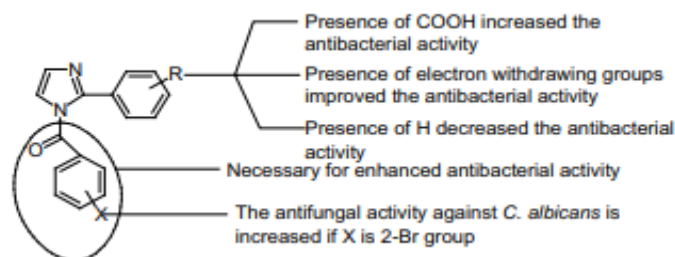 Presence of COOH increased the
antibacterial activity
N
R
Presence of electron withdrawing groups
improved the antibacterial activity
N
Presence of H decreased the antibacterial
activity
O
Necessary for enhanced antibacterial activity
X
The antifungal activity against C. albicans is
increased if X is 2-Br group